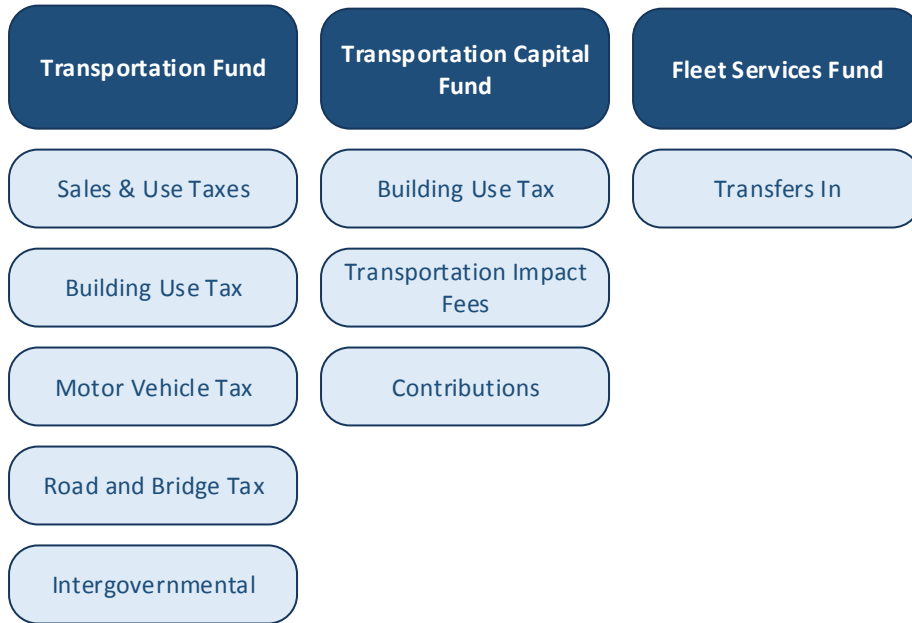 Transportation Fund
Sales & Use Taxes
Building Use Tax
Motor Vehicle Tax
Road and Bridge Tax
Intergovernmental
Transportation Capital
Fund
Building Use Tax
Transportation Impact
Fees
Contributions
Fleet Services Fund
Transfers In